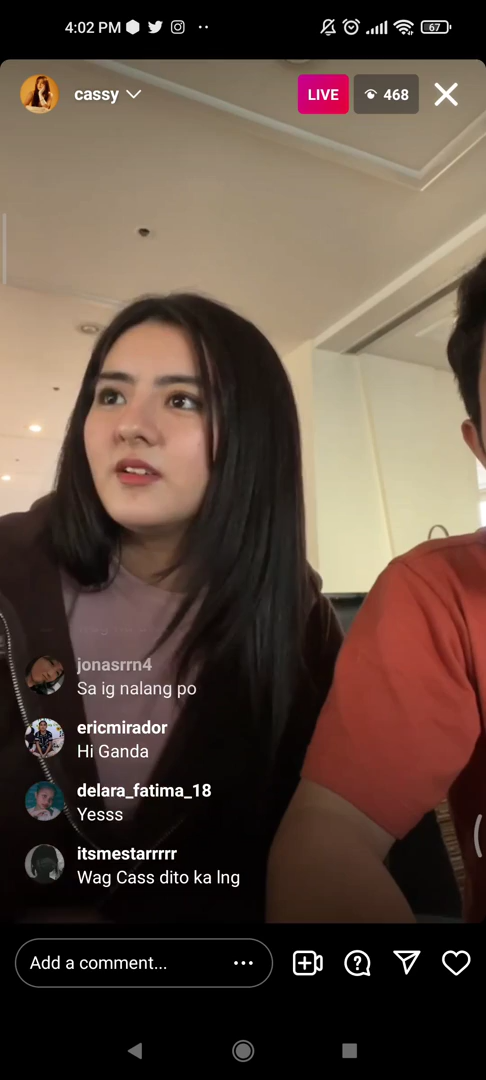 4:02 PM
67
cassy
LIVE
468
jonasrrn4
Sa ig nalang po
ericmirador
Hi Ganda
delara_fatima_18
Yesss
itsmestarrrrr
Wag Cass dito ka lng
Add a comment...